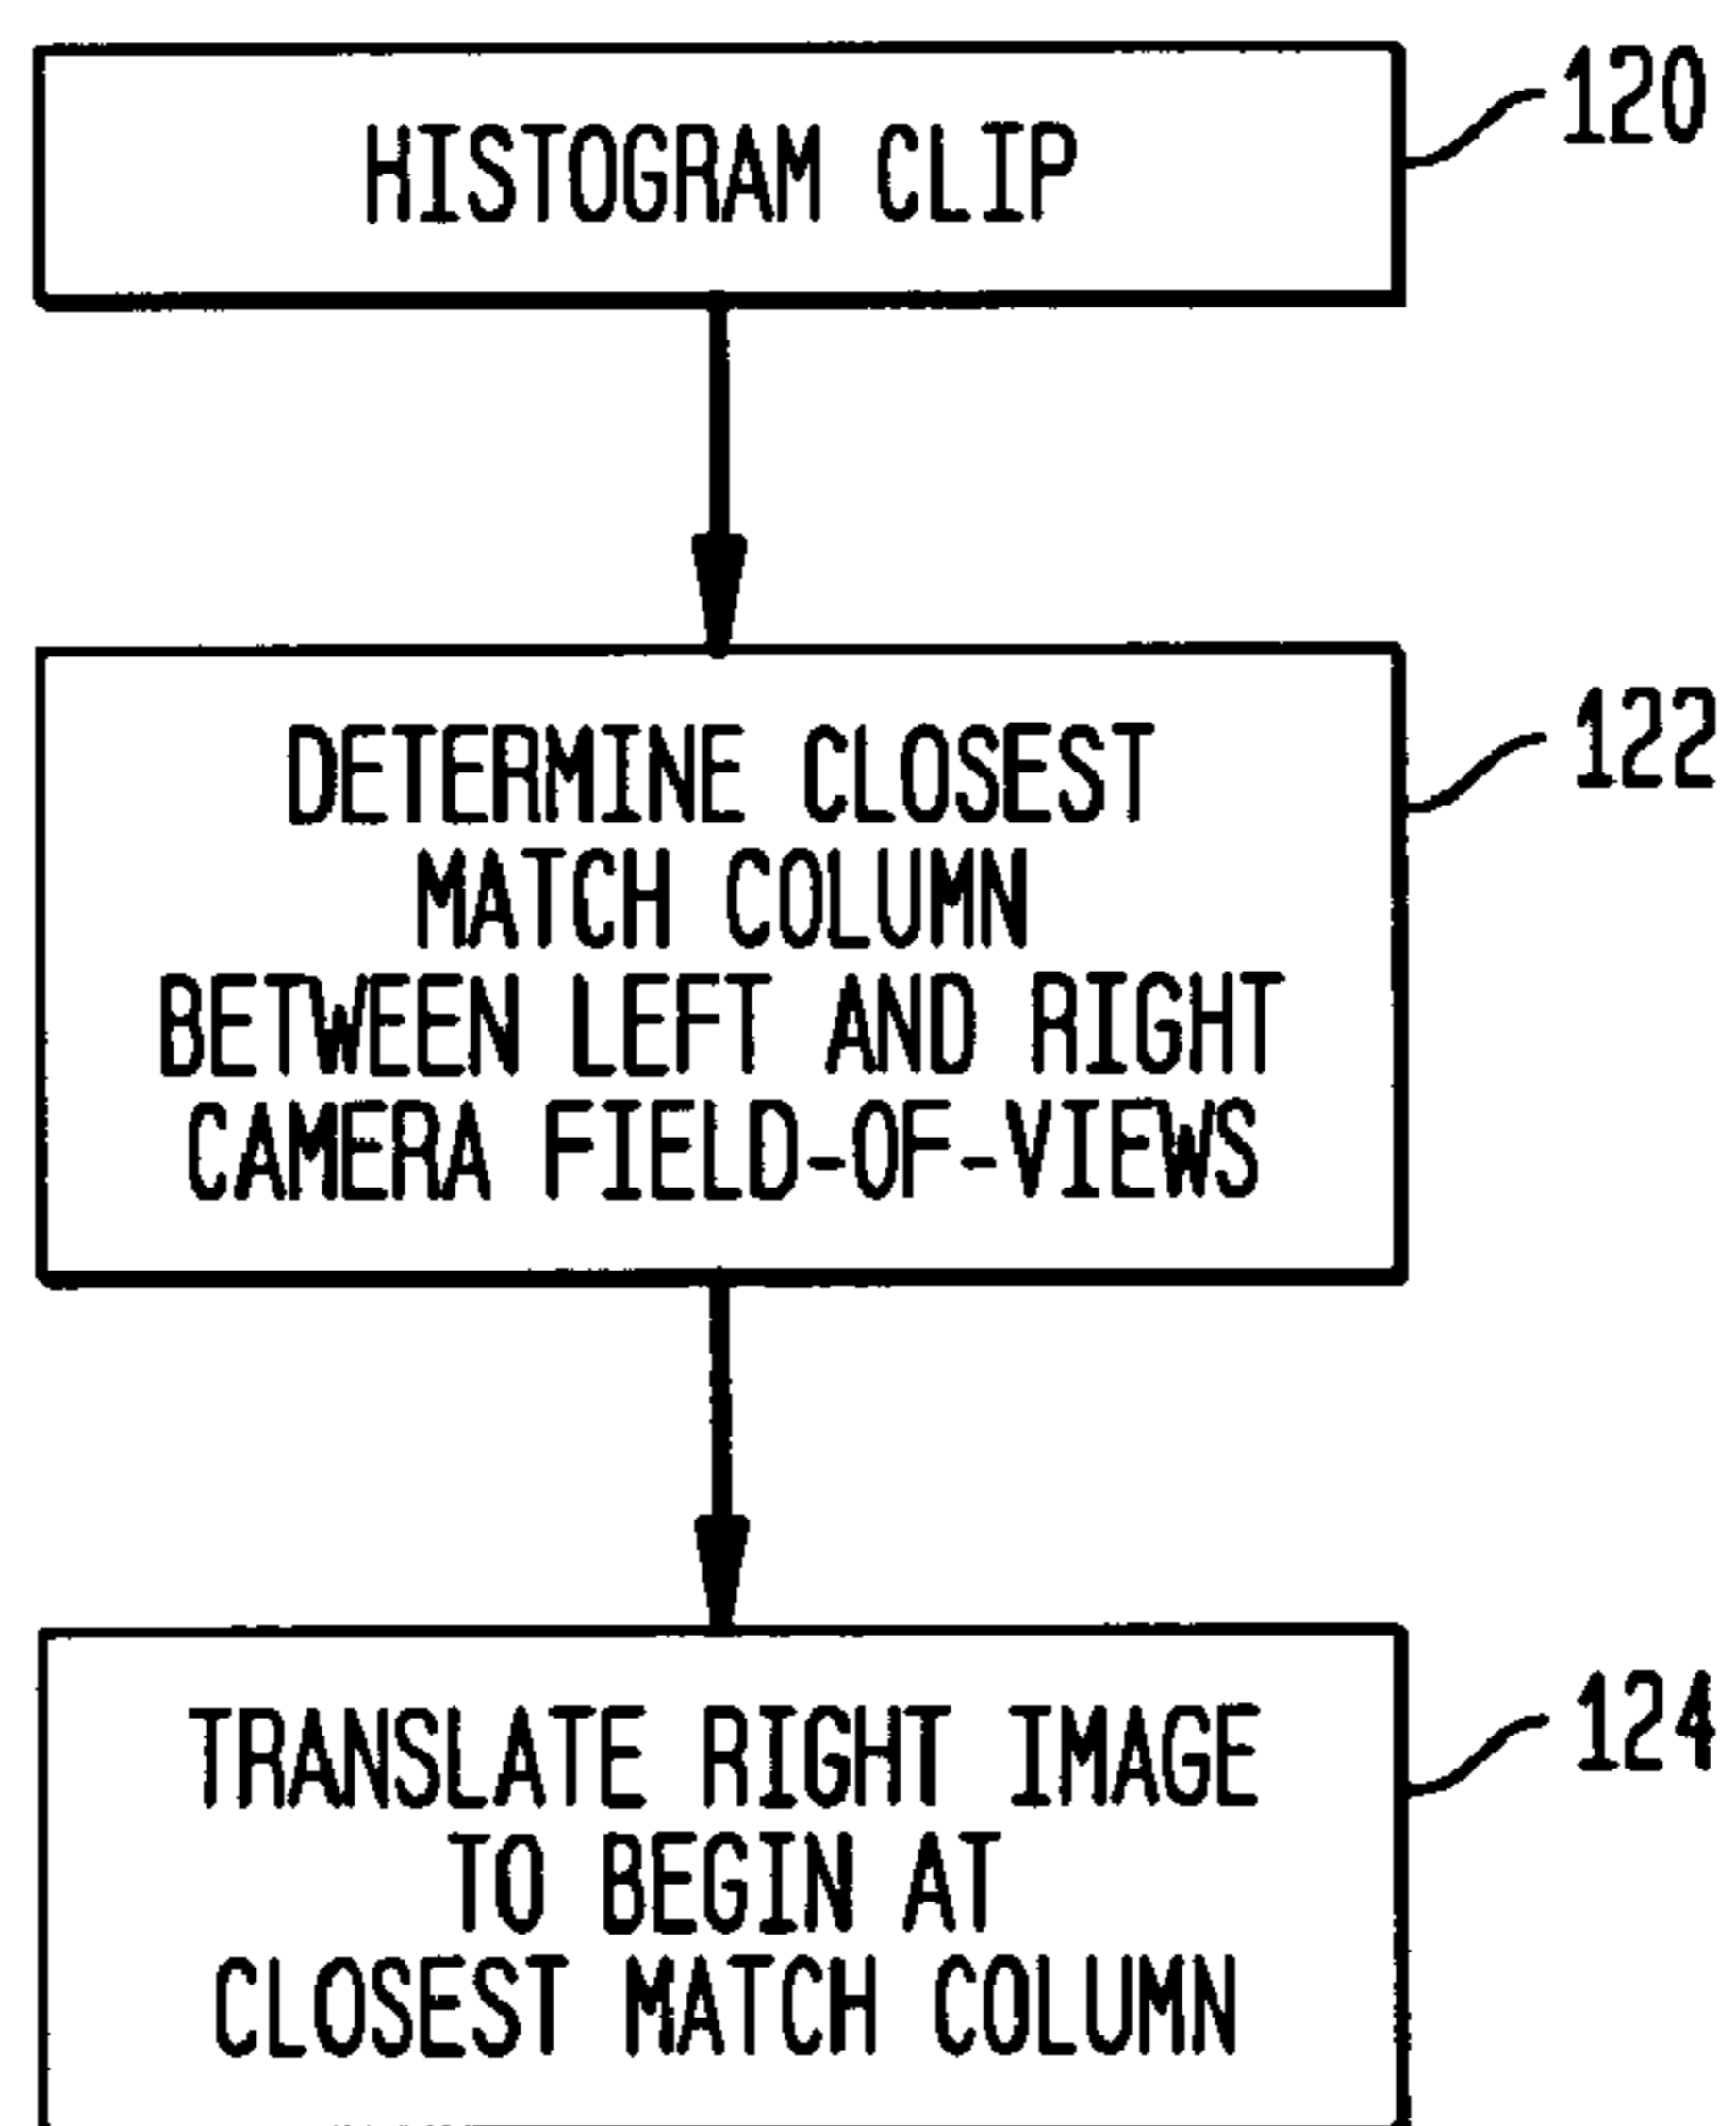 HISTOGRAM CLIP
120
DETERMINE CLOSEST
MATCH COLUMN
BETWEEN LEFT AND RIGHT
CAMERA FIELD-OF-VIEWS
122
TRANSLATE RIGHT IMAGE
TO BEGIN AT
CLOSEST MATCH COLUMN
124